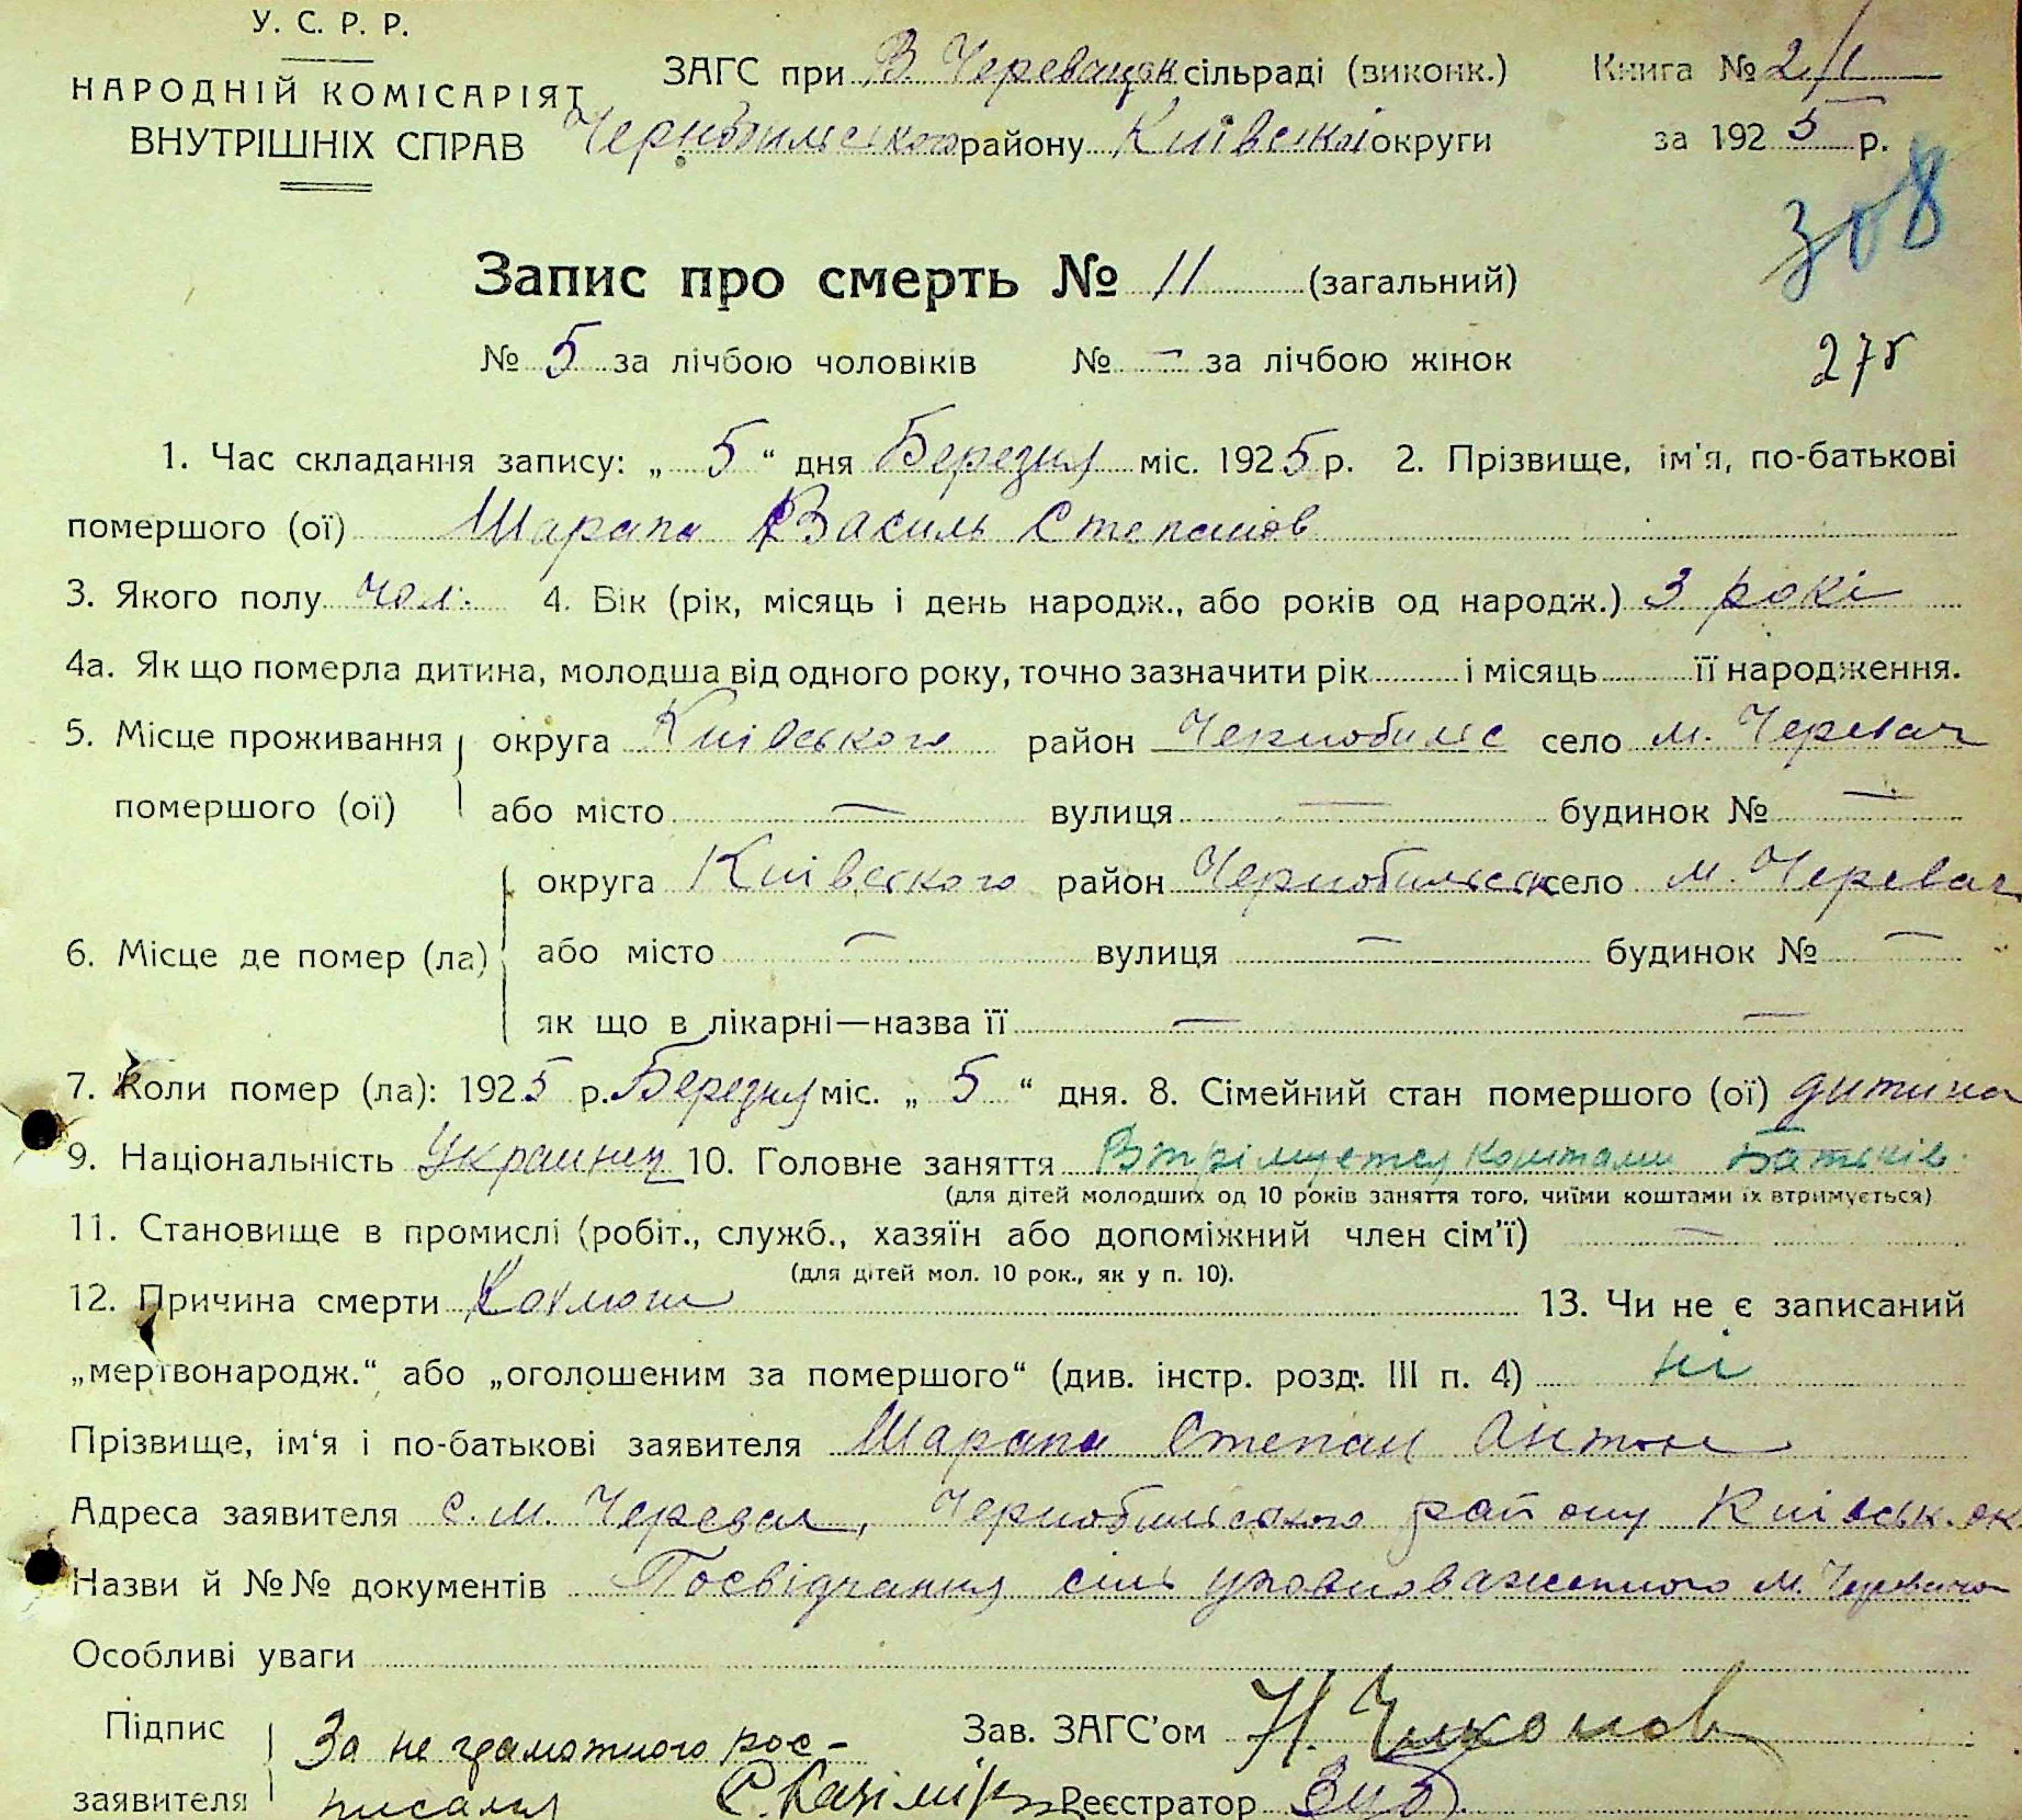 У. С. Р. Р.
НАРОДНІЙ КОМІСАРІЯТ
ВНУТРІШНІХ СПРАВ
ЗАГС при В. Черевацьк сільраді (виконк.)
Чернобильського району Київської округи
Книга № 2/1
за 1925 р.
308
Запис про смерть № 11 (загальний)
№ 5 за лічбою чоловіків № — за лічбою жінок
27
1. Час складання запису: „ 5 “ дня Березня міс. 1925 р. 2. Прізвище, ім'я, по-батькові
помершого (ої) Шарапа Василь Степанов
3. Якого полу чол. 4. Вік (рік, місяць і день народж., або років од народж.) 3 рокі
4а. Як що померла дитина, молодша від одного року, точно зазначити рік і місяць її народження.
5. Місце проживання помершого (ої) округа Київського район Чернобильс село м. Черевач
або місто — вулиця — будинок № —
6. Місце де помер (ла) округа Київського район Чернобильськ село м. Черевач
або місто — вулиця — будинок № —
як що в лікарні—назва її — —
7. Коли помер (ла): 1925 р. Березня міс. „ 5 “ дня. 8. Сімейний стан помершого (ої) дитина
9. Національність Украинец 10. Головне заняття Втрімуетея коштами Батьків.
(для дітей молодших од 10 років заняття того, чиїми коштами їх втримується)
11. Становище в промислі (робіт., служб., хазяїн або допоміжний член сім'ї) —
(для дітей мол. 10 рок., як у п. 10).
12. Причина смерти Коклюш 13. Чи не є записаний
„мертвонародж.“ або „оголошеним за помершого“ (див. інстр. розд. III п. 4) ні
Прізвище, ім'я і по-батькові заявителя Шарапа Степан Антон
Адреса заявителя с. м. Черевач, Чернобильського району Київськ. ок.
Назви й №№ документів Посвідчання сіль уповноваженного м. Черевача
Особливі уваги
Підпис заявителя За не грамотного рос-
писался
Зав. ЗАГС'ом
Реєстратор